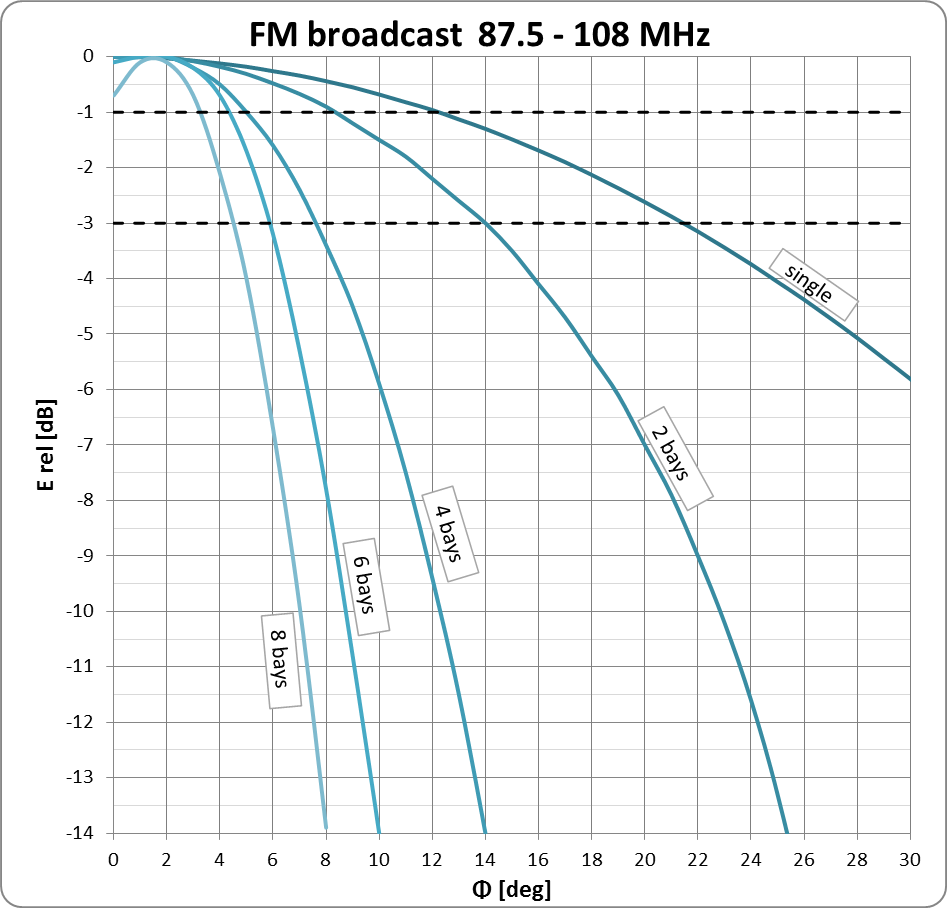 FM broadcast 87.5 - 108 MHz
0
-1
-2
-3
-4
-5
-6
-7
-8
-9
-10
-11
-12
-13
-14
E rel [dB]
single
2 bays
4 bays
6 bays
8 bays
0 2 4 6 8 10 12 14 16 18 20 22 24 26 28 30
Φ [deg]